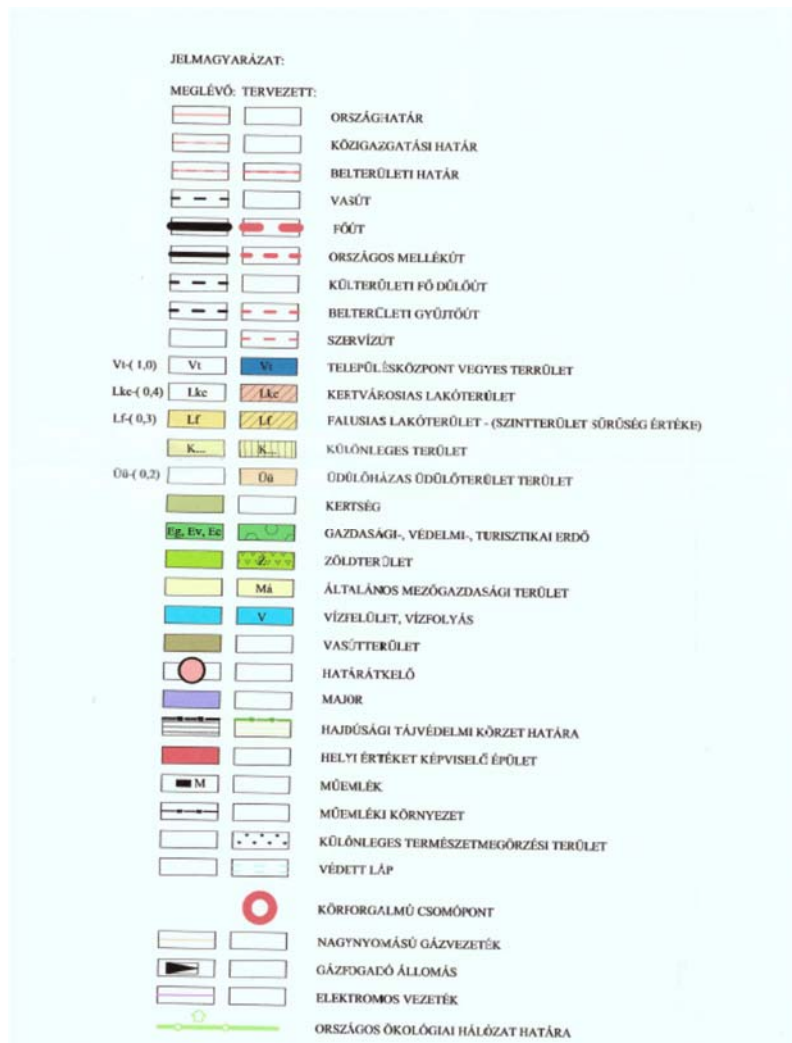 JELMAGYARÁZAT:
MEGLÉVŐ: TERVEZETT:
ORSZÁGHATÁR
KÖZIGAZGATÁSI HATÁR
BELTERÜLETI HATÁR
VASÚT
FŐÚT
ORSZÁGOS MELLÉKÚT
KÜLTERÜLETI FŐ DŰLŐÚT
BELTERÜLETI GYŰJTŐÚT
SZERVÍZÚT
Vt-( 1,0) Vt Vt TELEPÜLÉSKÖZPONT VEGYES TERRÜLET
Lke-( 0,4) Lke Lke KERTVÁROSIAS LAKÓTERÜLET
Lf-( 0,3) Lf Lf FALUSIAS LAKÓTERÜLET - (SZINTTERÜLET SŰRŰSÉG ÉRTÉKE)
K... K... KÜLÖNLEGES TERÜLET
Üü-( 0,2) Üü ÜDÜLŐHÁZAS ÜDÜLŐTERÜLET TERÜLET
KERTSÉG
Eg, Ev, Ee GAZDASÁGI-, VÉDELMI-, TURISZTIKAI ERDŐ
Z ZÖLDTERÜLET
Má ÁLTALÁNOS MEZŐGAZDASÁGI TERÜLET
V VÍZFELÜLET, VÍZFOLYÁS
VASÚTTERÜLET
HATÁRÁTKELŐ
MAJOR
HAJDÚSÁGI TÁJVÉDELMI KÖRZET HATÁRA
HELYI ÉRTÉKET KÉPVISELŐ ÉPÜLET
M MŰEMLÉK
MŰEMLÉKI KÖRNYEZET
KÜLÖNLEGES TERMÉSZETMEGŐRZÉSI TERÜLET
VÉDETT LÁP
KÖRFORGALMÚ CSOMÓPONT
NAGYNYOMÁSÚ GÁZVEZETÉK
GÁZFOGADÓ ÁLLOMÁS
ELEKTROMOS VEZETÉK
ORSZÁGOS ÖKOLÓGIAI HÁLÓZAT HATÁRA